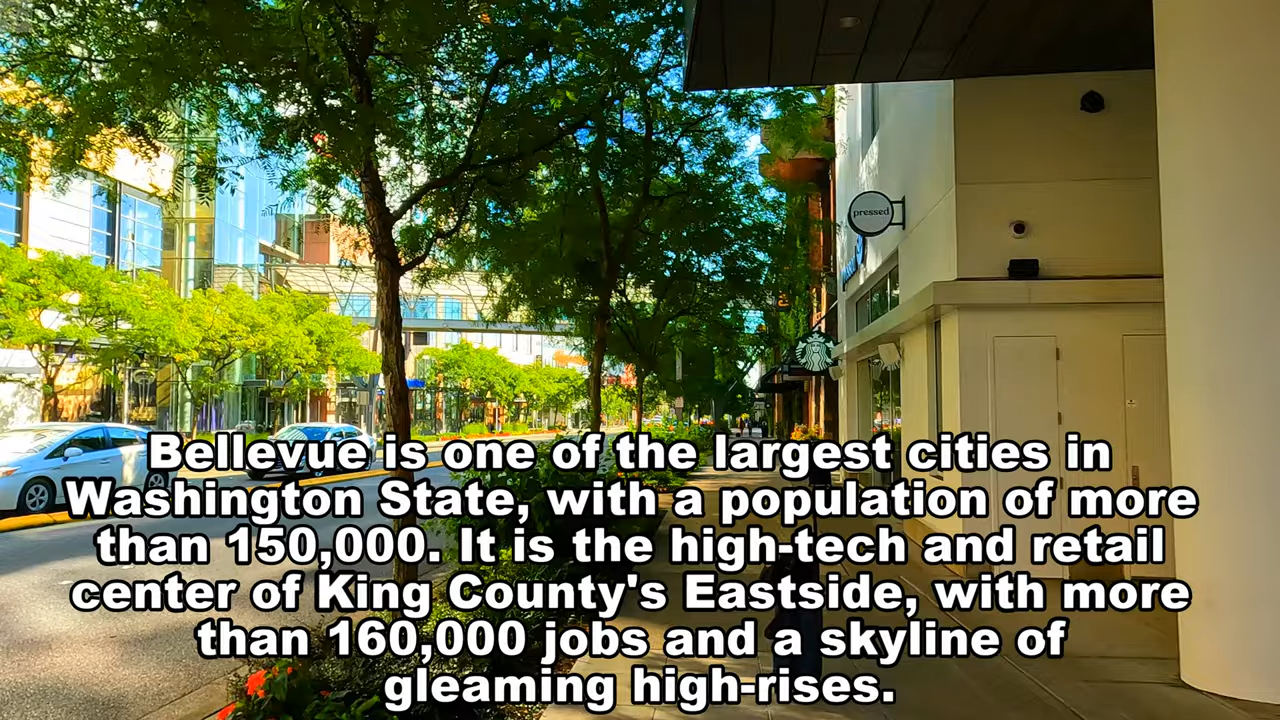 pressed
Bellevue is one of the largest cities in
Washington State, with a population of more
than 150,000. It is the high-tech and retail
center of King County's Eastside, with more
than 160,000 jobs and a skyline of
gleaming high-rises.